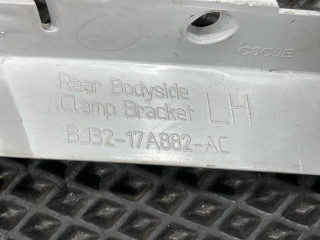 Rear Bodyside
Clamp Bracket LH
BJ32-17A882-AC